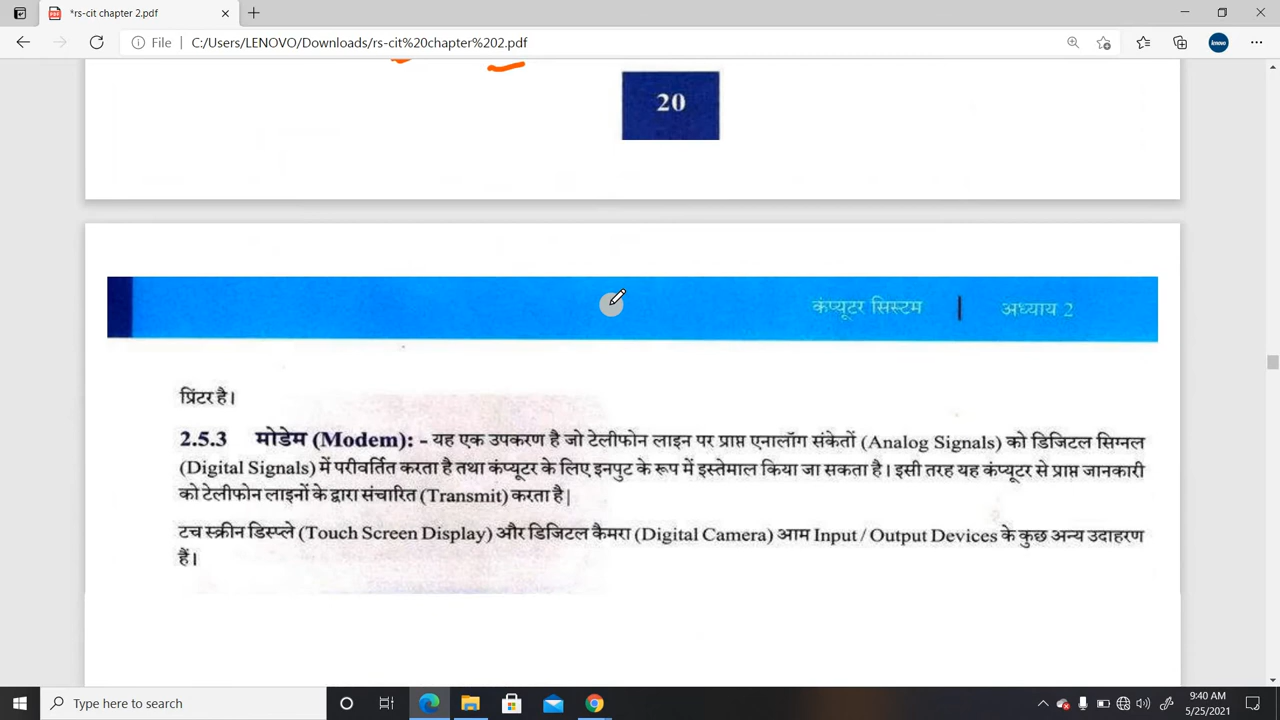 *rs-cit chapter 2.pdf
File C:/Users/LENOVO/Downloads/rs-cit%20chapter%202.pdf
lenovo
20
कंप्यूटर सिस्टम | अध्याय 2
प्रिंटर है।
2.5.3 मोडेम (Modem): - यह एक उपकरण है जो टेलीफोन लाइन पर प्राप्त एनालॉग संकेतों (Analog Signals) को डिजिटल सिग्नल
(Digital Signals) में परीवर्तित करता है तथा कंप्यूटर के लिए इनपुट के रूप में इस्तेमाल किया जा सकता है। इसी तरह यह कंप्यूटर से प्राप्त जानकारी
को टेलीफोन लाइनों के द्वारा संचारित (Transmit) करता है|
टच स्क्रीन डिस्प्ले (Touch Screen Display) और डिजिटल कैमरा (Digital Camera) आम Input / Output Devices के कुछ अन्य उदाहरण
हैं।
Type here to search
9:40 AM
5/25/2021